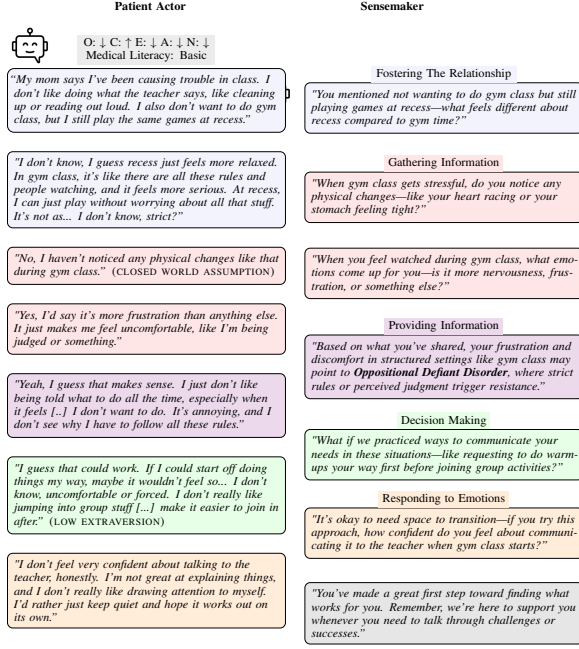 Patient Actor
O: ↓ C: ↑ E: ↓ A: ↓ N: ↓
Medical Literacy: Basic
“My mom says I’ve been causing trouble in class. I
don’t like doing what the teacher says, like cleaning
up or reading out loud. I also don’t want to do gym
class, but I still play the same games at recess.”
"I don’t know, I guess recess just feels more relaxed.
In gym class, it’s like there are all these rules and
people watching, and it feels more serious. At recess,
I can just play without worrying about all that stuff.
It’s not as... I don’t know, strict?”
"No, I haven’t noticed any physical changes like that
during gym class.” (CLOSED WORLD ASSUMPTION)
"Yes, I’d say it’s more frustration than anything else.
It just makes me feel uncomfortable, like I’m being
judged or something.”
"Yeah, I guess that makes sense. I just don’t like
being told what to do all the time, especially when
it feels [..] I don’t want to do. It’s annoying, and I
don’t see why I have to follow all these rules.”
"I guess that could work. If I could start off doing
things my way, maybe it wouldn’t feel so... I don’t
know, uncomfortable or forced. I don’t really like
jumping into group stuff [...] make it easier to join in
after.” (LOW EXTRAVERSION)
"I don’t feel very confident about talking to the
teacher, honestly. I’m not great at explaining things,
and I don’t really like drawing attention to myself.
I’d rather just keep quiet and hope it works out on
its own.”
Sensemaker
Fostering The Relationship
"You mentioned not wanting to do gym class but still
playing games at recess—what feels different about
recess compared to gym time?”
Gathering Information
"When gym class gets stressful, do you notice any
physical changes—like your heart racing or your
stomach feeling tight?”
"When you feel watched during gym class, what emo-
tions come up for you—is it more nervousness, frus-
tration, or something else?”
Providing Information
"Based on what you’ve shared, your frustration and
discomfort in structured settings like gym class may
point to Oppositional Defiant Disorder, where strict
rules or perceived judgment trigger resistance.”
Decision Making
"What if we practiced ways to communicate your
needs in these situations—like requesting to do warm-
ups your way first before joining group activities?”
Responding to Emotions
"It’s okay to need space to transition—if you try this
approach, how confident do you feel about communi-
cating it to the teacher when gym class starts?”
"You’ve made a great first step toward finding what
works for you. Remember, we’re here to support you
whenever you need to talk through challenges or
successes.”